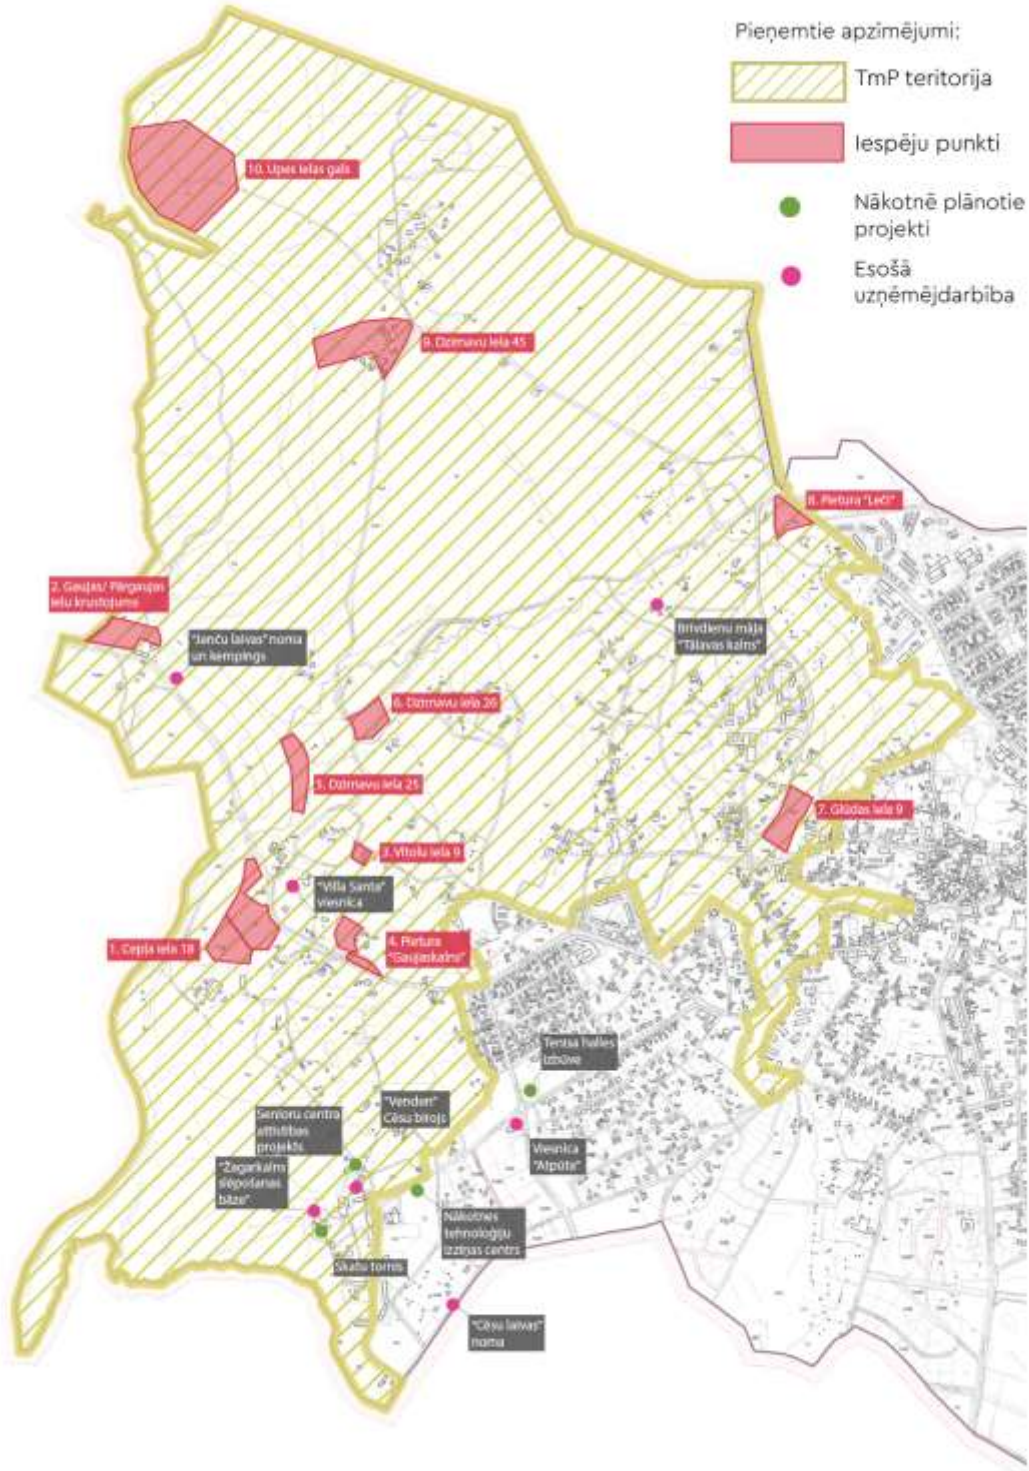 Pieņemtie apzīmējumi:
TmP teritorija
Iespēju punkti
Nākotnē plānotie
projekti
Esošā
uzņēmējdarbība
10. Upes ielas gals
9. Dzirnavu iela 45
8. Pietura "Leči"
2. Gaujas/ Pārgaujas
ielu krustojums
"Jenču laivas" noma
un kempings
Brīvdienu māja
"Tālavas kalns"
6. Dzirnavu iela 26
5. Dzirnavu iela 25
7. Glūdas iela 9
3. Vītolu iela 9
"Villa Santa"
viesnīca
1. Cepļa iela 18
4. Pietura
"Gaujaskalns"
Tenisa halles
izbūve
"Venden"
Cēsu birojs
Senioru centra
attīstības
projekts
Viesnīca
"Atpūta"
"Žagarkalns
slēpošanas
bāze"
Nākotnes
tehnoloģiju
izziņas centrs
Skatu tornis
"Cēsu laivas"
noma